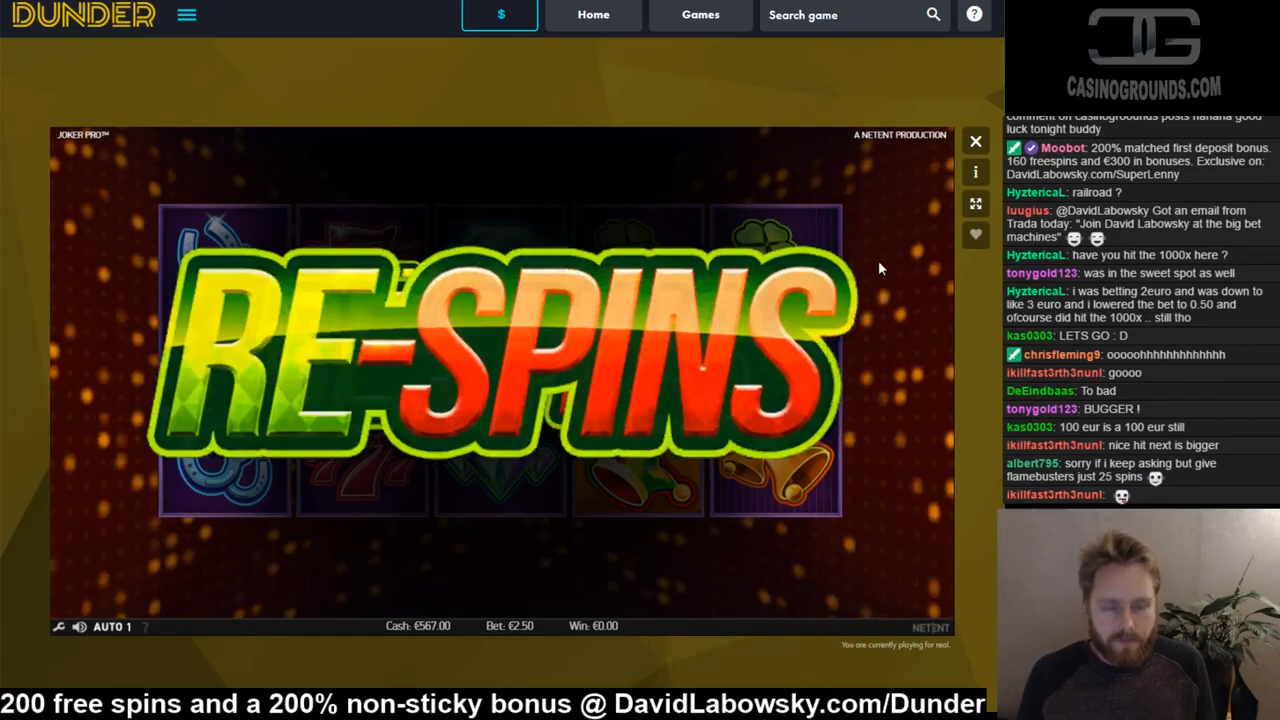 DUNDER
$
Home
Games
Search game
?
JOKER PRO™
A NETENT PRODUCTION
RE-SPINS
AUTO 1
?
Cash: €567.00
Bet: €2.50
Win: €0.00
NETENT
You are currently playing for real.
200 free spins and a 200% non-sticky bonus @ DavidLabowsky.com/Dunder
CG
CASINOGROUNDS.COM
comment on casinogroounds posts hahaha good
luck tonight buddy
Moobot: 200% matched first deposit bonus.
160 freespins and €300 in bonuses. Exclusive on:
DavidLabowsky.com/SuperLenny
HyztericaL: railroad ?
luugius: @DavidLabowsky Got an email from
Trada today: "Join David Labowsky at the big bet
machines"
HyztericaL: have you hit the 1000x here ?
tonygold123: was in the sweet spot as well
HyztericaL: i was betting 2euro and was down to
like 3 euro and i lowered the bet to 0.50 and
ofcourse did hit the 1000x .. still tho
kas0303: LETS GO : D
chrisfleming9: ooooohhhhhhhhhhhhh
ikillfast3rth3nunl: goooo
DeEindbaas: To bad
tonygold123: BUGGER !
kas0303: 100 eur is a 100 eur still
ikillfast3rth3nunl: nice hit next is bigger
albert795: sorry if i keep asking but give
flamebusters just 25 spins
ikillfast3rth3nunl: